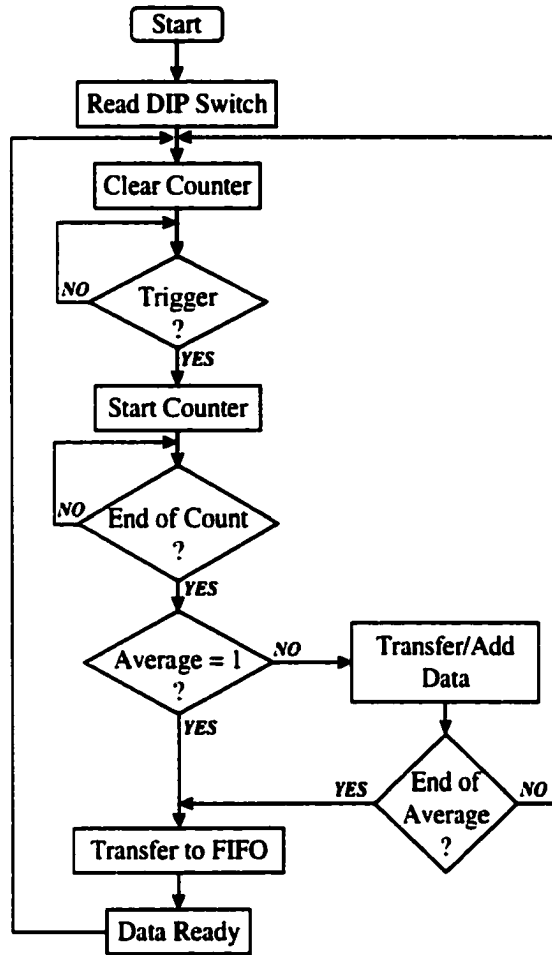 Start
Read DIP Switch
Clear Counter
NO
Trigger
?
YES
Start Counter
NO
End of Count
?
YES
Average = 1
?
NO
Transfer/Add
Data
YES
YES
End of
Average
?
NO
Transfer to FIFO
Data Ready